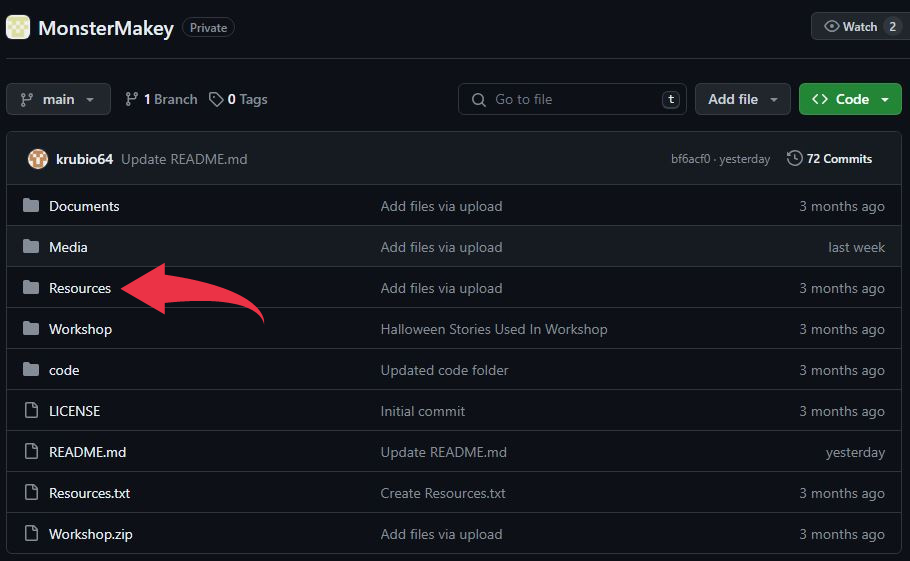 MonsterMakey Private Watch 2
main 1 Branch 0 Tags Go to file t Add file Code
krubio64 Update README.md bf6acf0 · yesterday 72 Commits
Documents Add files via upload 3 months ago
Media Add files via upload last week
Resources Add files via upload 3 months ago
Workshop Halloween Stories Used In Workshop 3 months ago
code Updated code folder 3 months ago
LICENSE Initial commit 3 months ago
README.md Update README.md yesterday
Resources.txt Create Resources.txt 3 months ago
Workshop.zip Add files via upload 3 months ago